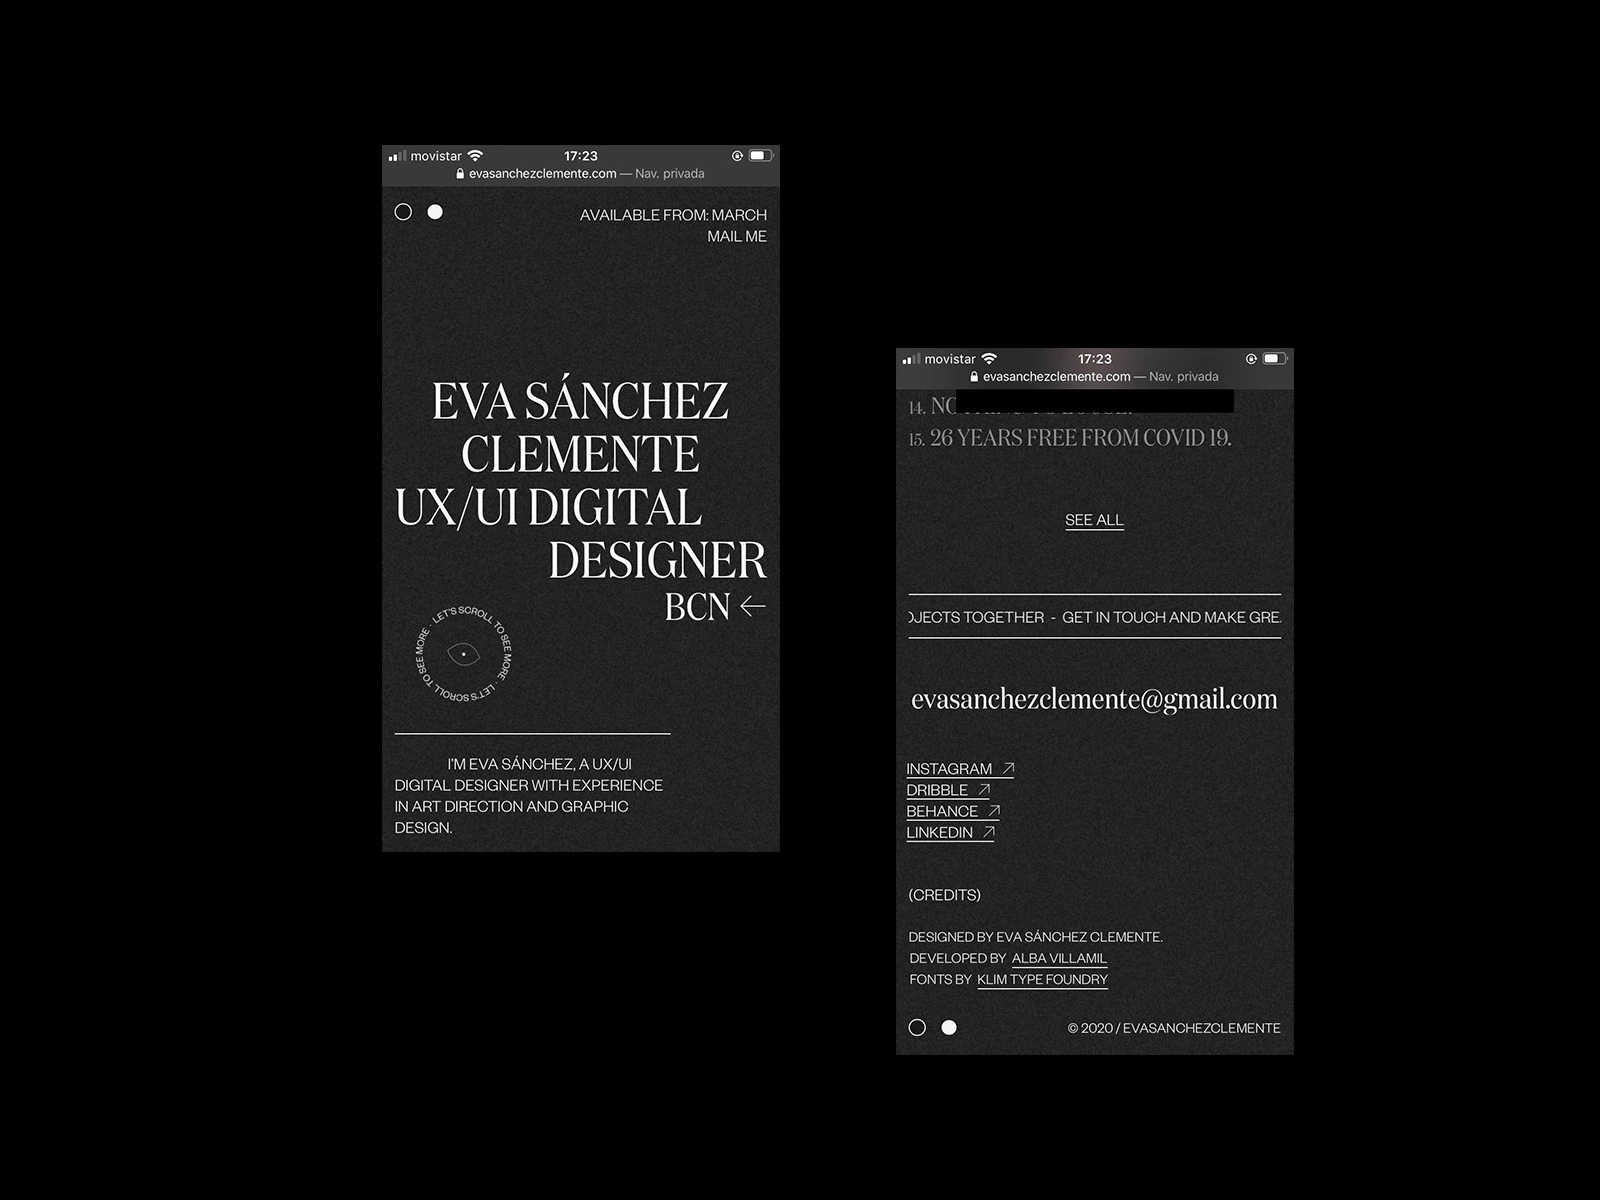 movistar 17:23
evasanchezclemente.com — Nav. privada
AVAILABLE FROM: MARCH
MAIL ME
EVA SÁNCHEZ
CLEMENTE
UX/UI DIGITAL
DESIGNER
BCN ←
LET'S SCROLL TO SEE MORE · LET'S SCROLL TO SEE MORE ·
I'M EVA SÁNCHEZ, A UX/UI
DIGITAL DESIGNER WITH EXPERIENCE
IN ART DIRECTION AND GRAPHIC
DESIGN.
movistar 17:23
evasanchezclemente.com — Nav. privada
14.
15. 26 YEARS FREE FROM COVID 19.
SEE ALL
OJECTS TOGETHER - GET IN TOUCH AND MAKE GREA
evasanchezclemente@gmail.com
INSTAGRAM ↗
DRIBBLE ↗
BEHANCE ↗
LINKEDIN ↗
(CREDITS)
DESIGNED BY EVA SÁNCHEZ CLEMENTE.
DEVELOPED BY ALBA VILLAMIL
FONTS BY KLIM TYPE FOUNDRY
© 2020 / EVASANCHEZCLEMENTE